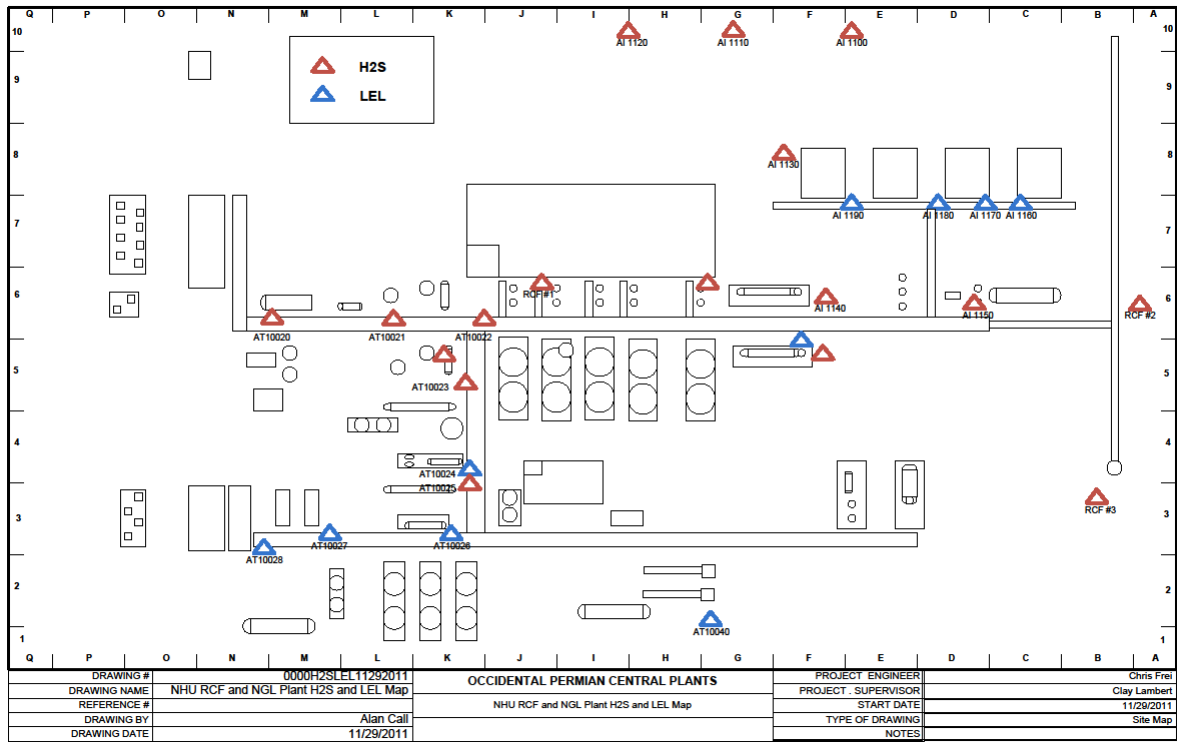 Q P O N M L K J I H G F E D C B A
10 10
AI 1120 AI 1110 AI 1100
H2S
9 9
LEL
8 8
AI 1130
7 7
AI 1190 AI 1180 AI 1170 AI 1160
RCF #1
6 6
AI 1140 AI 1150 RCF #2
AT10020 AT10021 AT10022
5 5
AT10023
4 4
AT10024
AT10025
RCF #3
3 3
AT10027 AT10026
AT10028
2 2
AT10040
1 1
Q P O N M L K J I H G F E D C B A
DRAWING # 0000H2SLEL11292011
DRAWING NAME NHU RCF and NGL Plant H2S and LEL Map
REFERENCE #
DRAWING BY Alan Call
DRAWING DATE 11/29/2011
OCCIDENTAL PERMIAN CENTRAL PLANTS
NHU RCF and NGL Plant H2S and LEL Map
PROJECT ENGINEER Chris Frei
PROJECT . SUPERVISOR Clay Lambert
START DATE 11/29/2011
TYPE OF DRAWING Site Map
NOTES